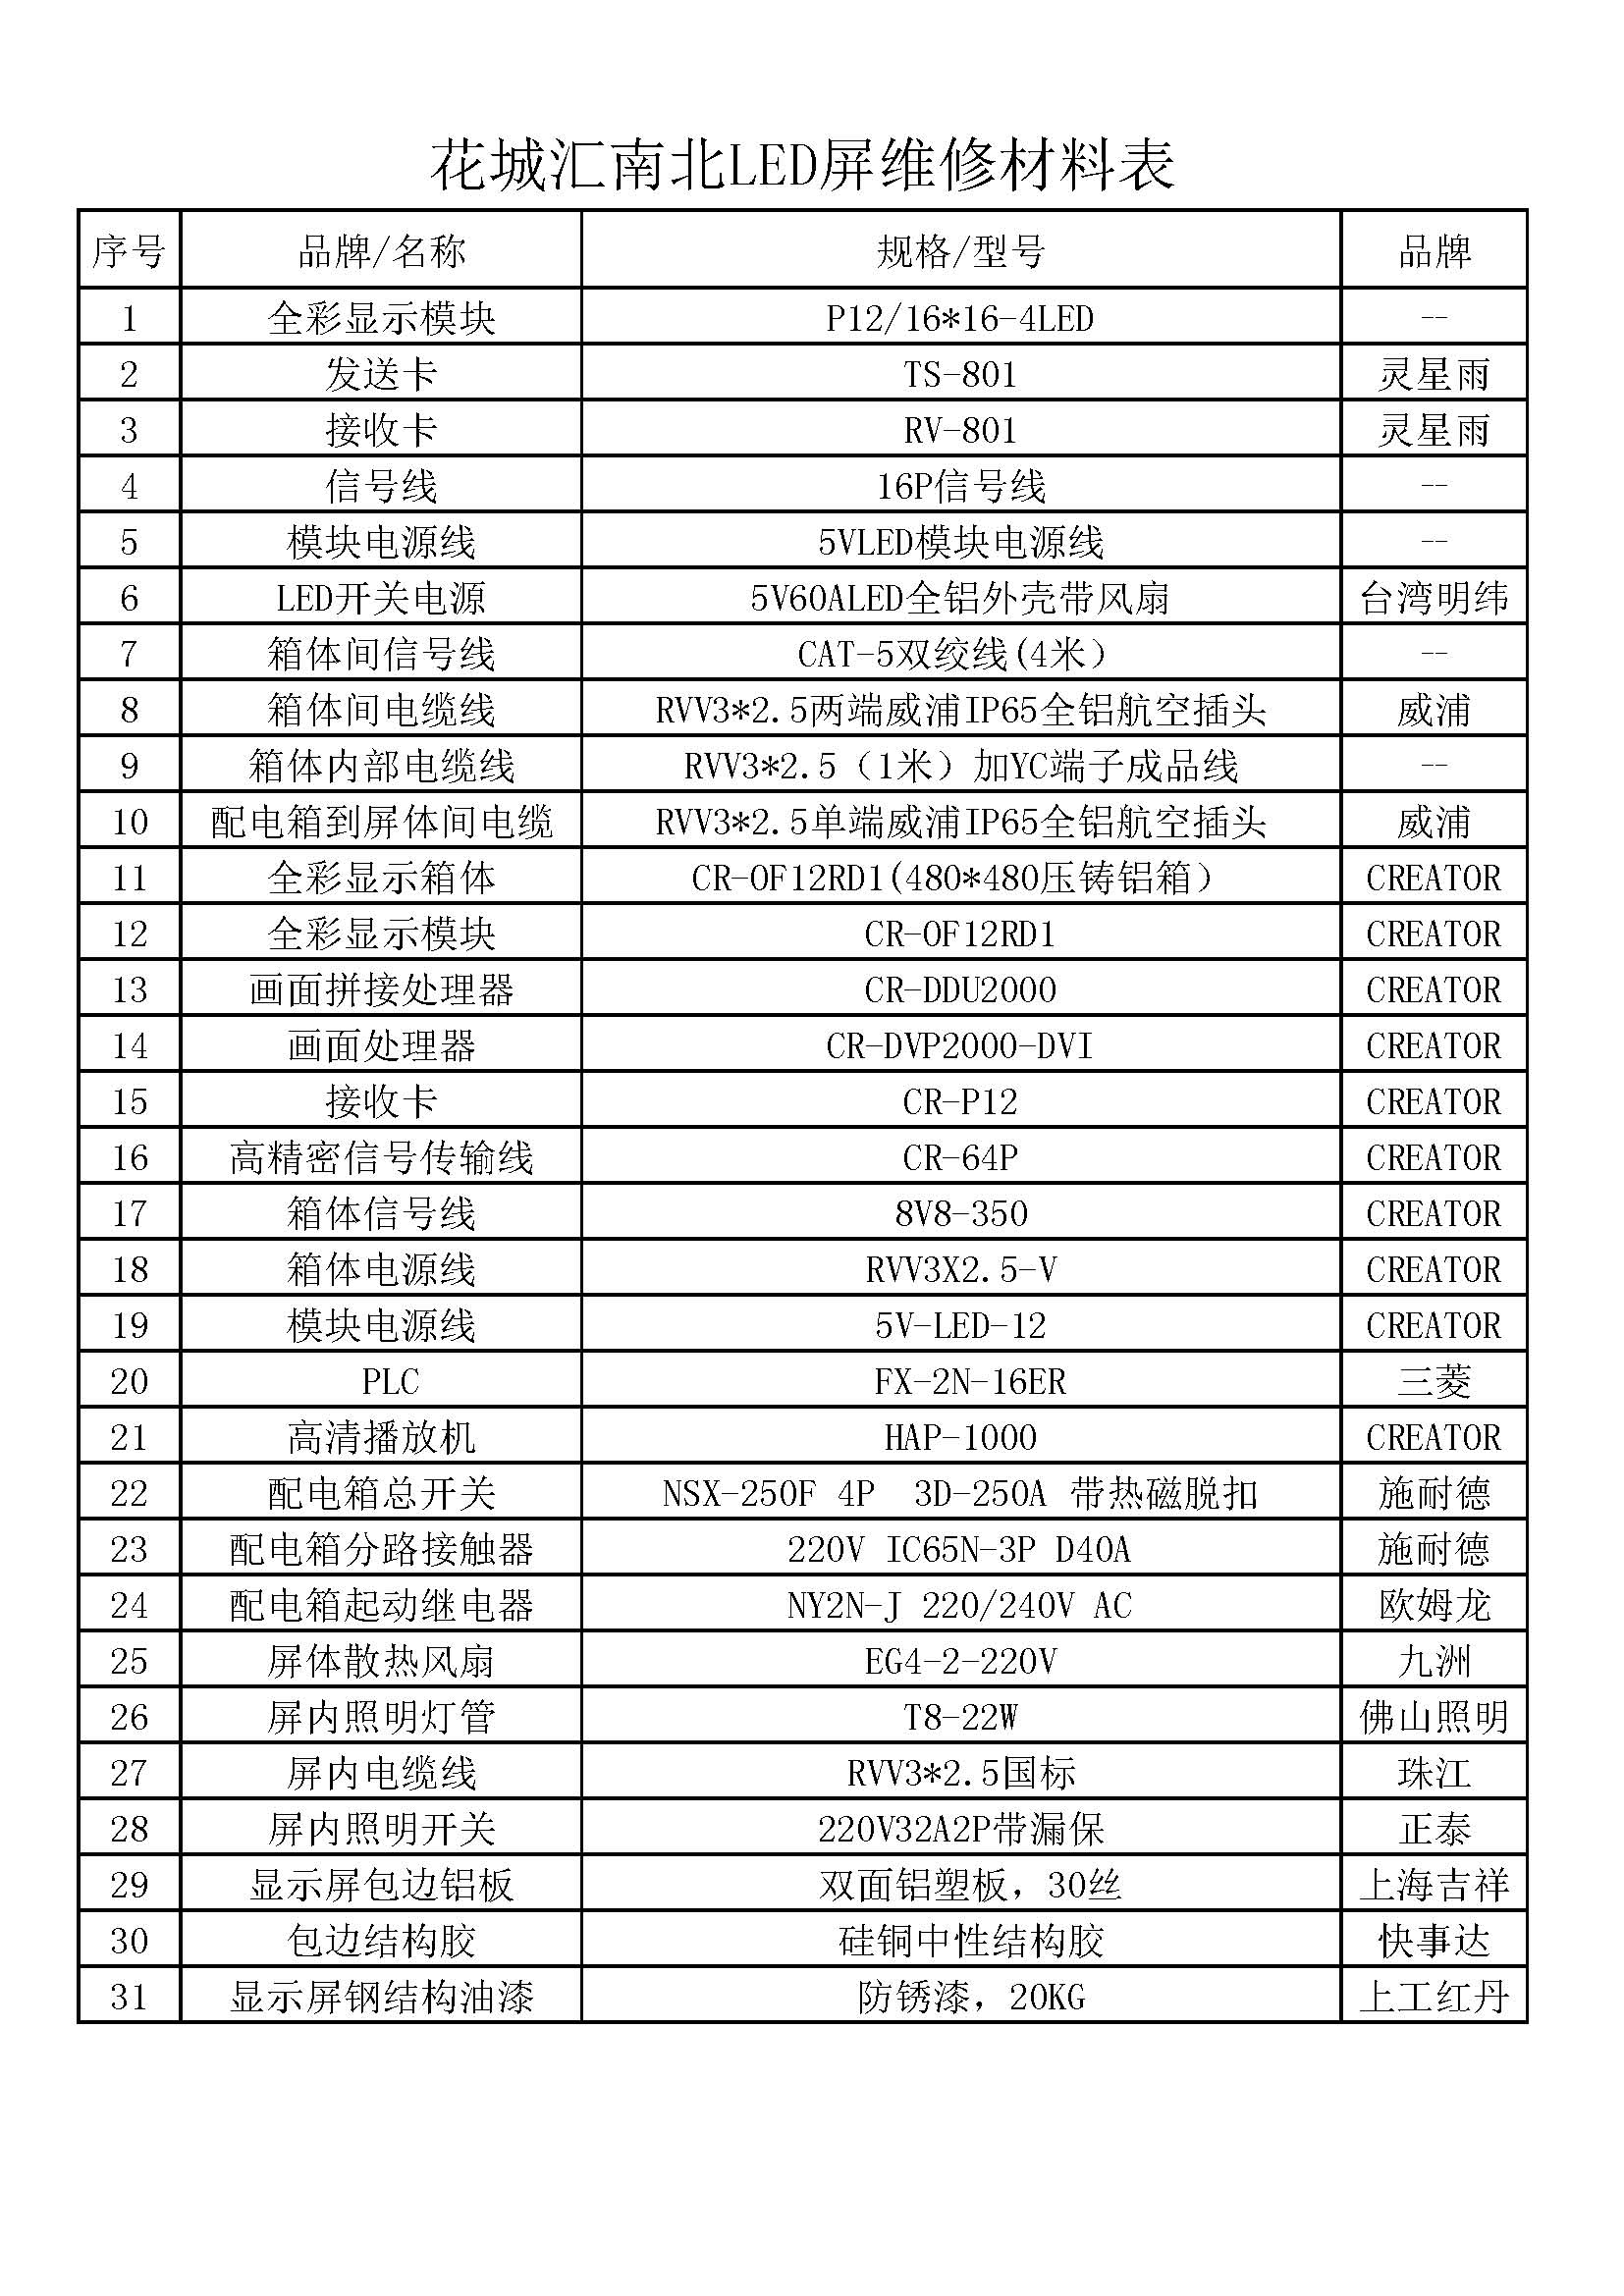 花城汇南北LED屏维修材料表
序号 品牌/名称 规格/型号 品牌
1 全彩显示模块 P12/16*16-4LED --
2 发送卡 TS-801 灵星雨
3 接收卡 RV-801 灵星雨
4 信号线 16P信号线 --
5 模块电源线 5VLED模块电源线 --
6 LED开关电源 5V60ALED全铝外壳带风扇 台湾明纬
7 箱体间信号线 CAT-5双绞线(4米） --
8 箱体间电缆线 RVV3*2.5两端威浦IP65全铝航空插头 威浦
9 箱体内部电缆线 RVV3*2.5（1米）加YC端子成品线 --
10 配电箱到屏体间电缆 RVV3*2.5单端威浦IP65全铝航空插头 威浦
11 全彩显示箱体 CR-OF12RD1(480*480压铸铝箱） CREATOR
12 全彩显示模块 CR-OF12RD1 CREATOR
13 画面拼接处理器 CR-DDU2000 CREATOR
14 画面处理器 CR-DVP2000-DVI CREATOR
15 接收卡 CR-P12 CREATOR
16 高精密信号传输线 CR-64P CREATOR
17 箱体信号线 8V8-350 CREATOR
18 箱体电源线 RVV3X2.5-V CREATOR
19 模块电源线 5V-LED-12 CREATOR
20 PLC FX-2N-16ER 三菱
21 高清播放机 HAP-1000 CREATOR
22 配电箱总开关 NSX-250F 4P  3D-250A 带热磁脱扣 施耐德
23 配电箱分路接触器 220V IC65N-3P D40A 施耐德
24 配电箱起动继电器 NY2N-J 220/240V AC 欧姆龙
25 屏体散热风扇 EG4-2-220V 九洲
26 屏内照明灯管 T8-22W 佛山照明
27 屏内电缆线 RVV3*2.5国标 珠江
28 屏内照明开关 220V32A2P带漏保 正泰
29 显示屏包边铝板 双面铝塑板，30丝 上海吉祥
30 包边结构胶 硅铜中性结构胶 快事达
31 显示屏钢结构油漆 防锈漆，20KG 上工红丹